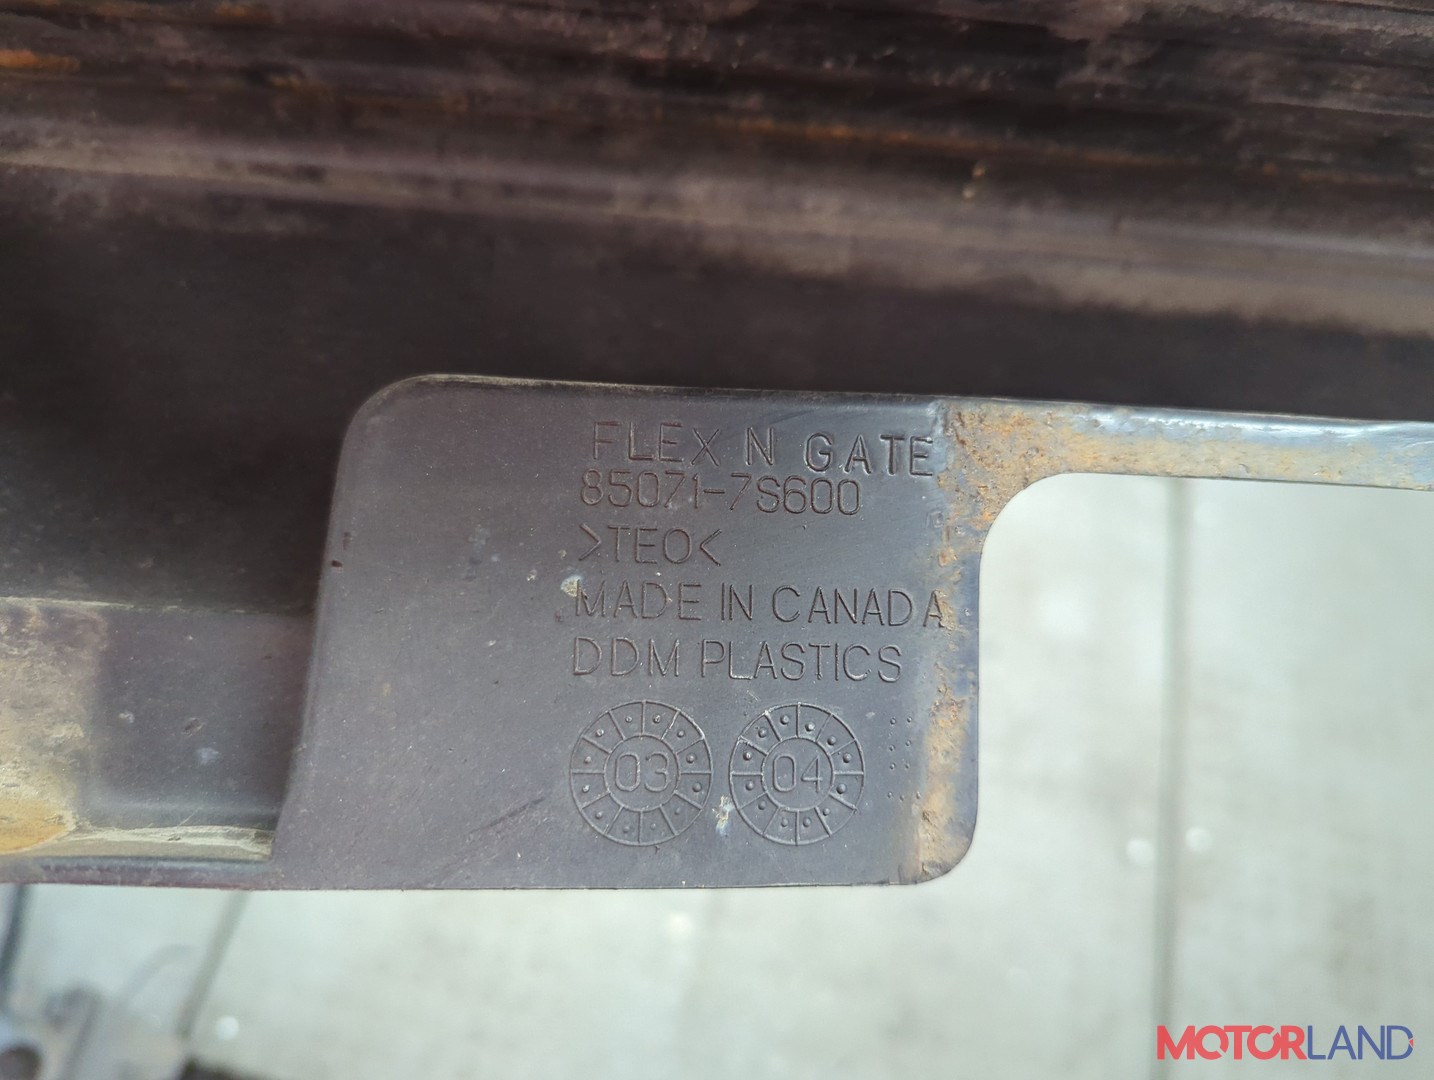 FLEX N GATE
85071-7S600
>TEO<
MADE IN CANADA
DDM PLASTICS
03 04
MOTORLAND